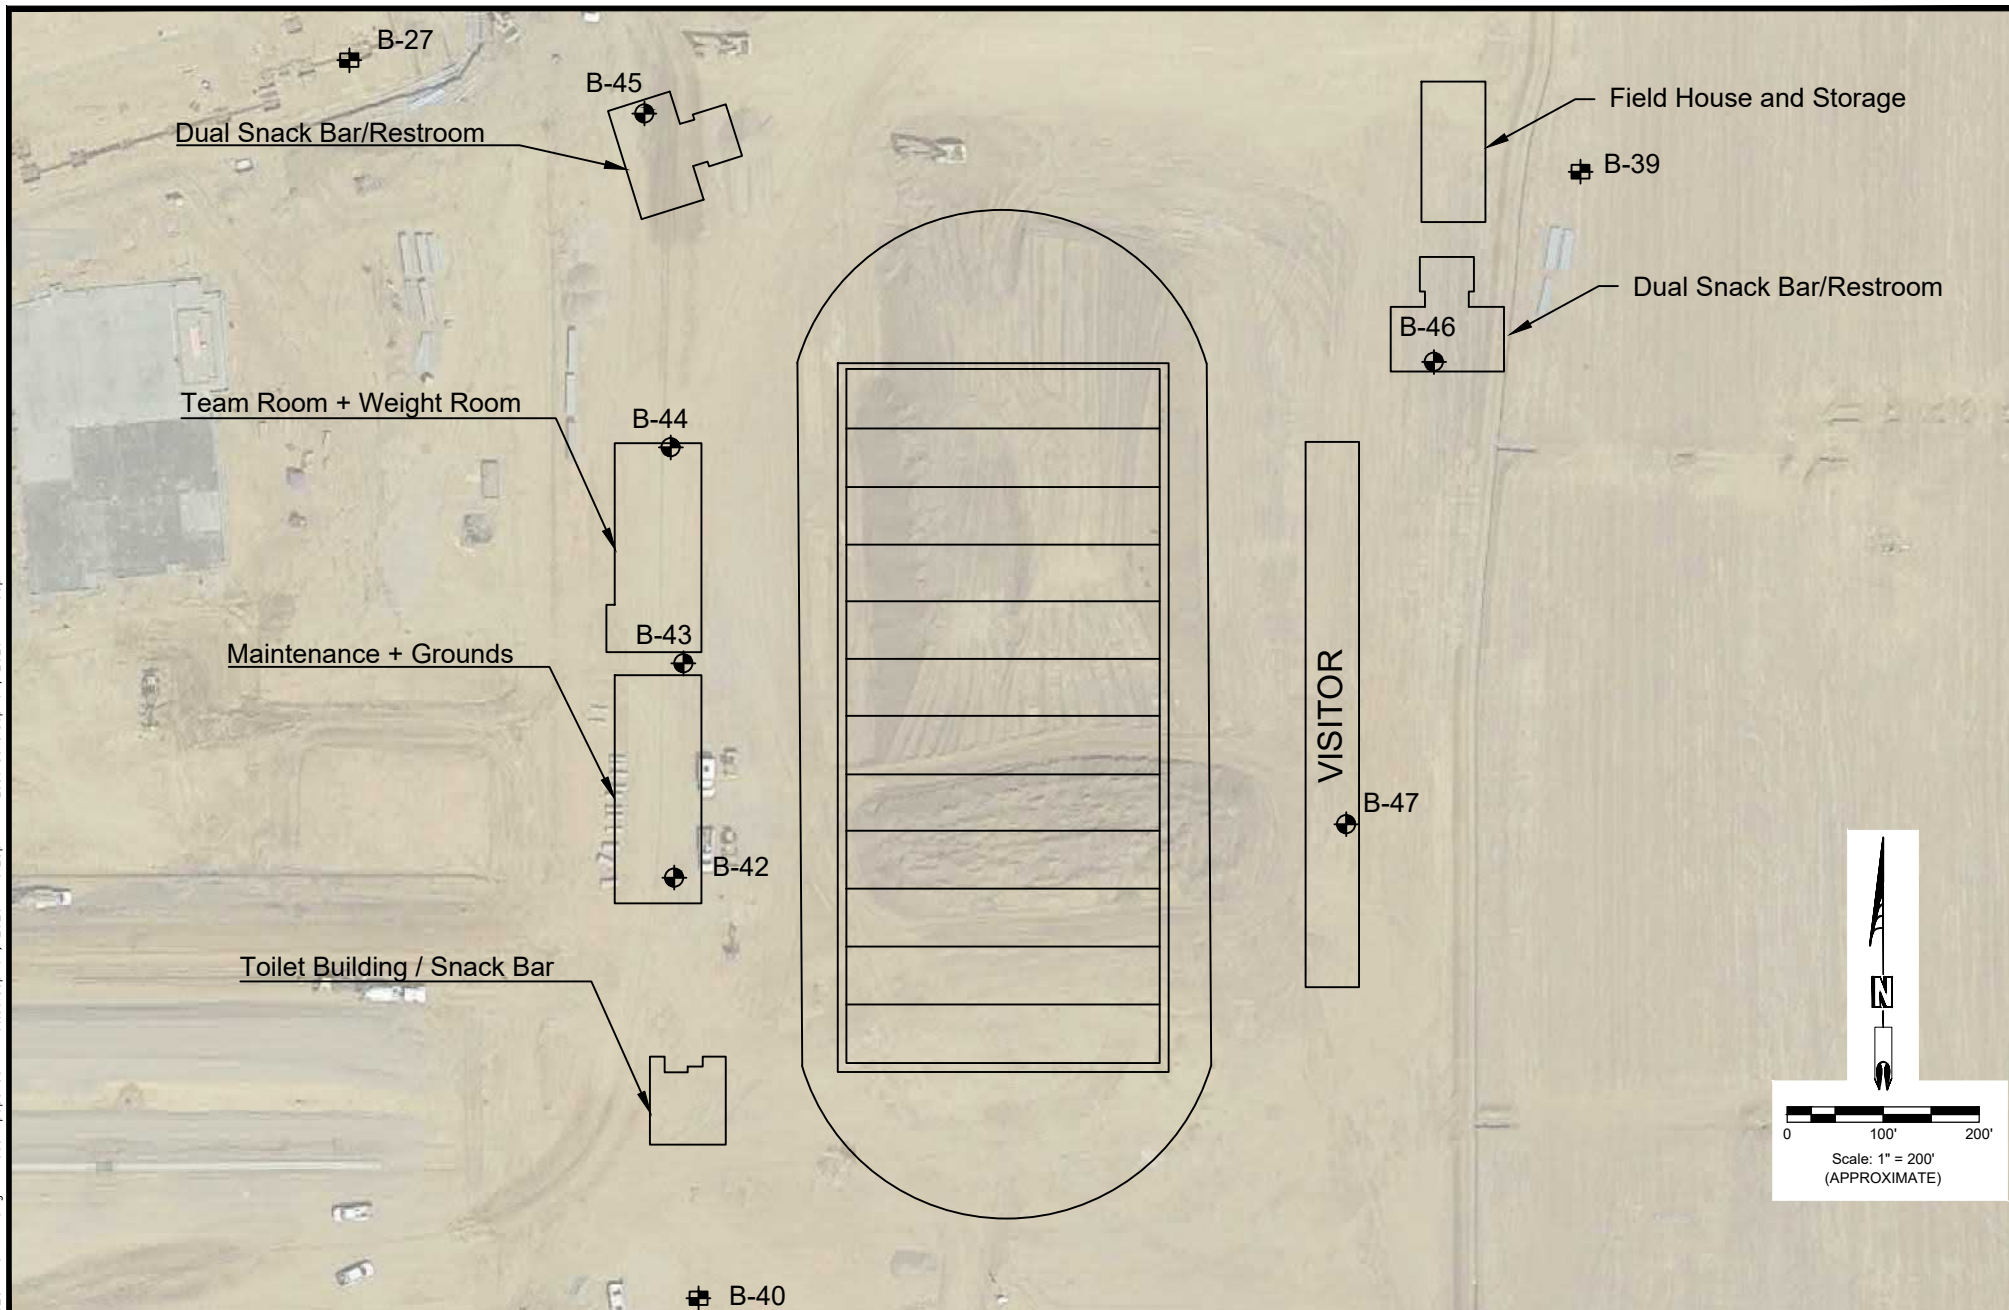 B-27
B-45
Dual Snack Bar/Restroom
Field House and Storage
B-39
Dual Snack Bar/Restroom
B-46
Team Room + Weight Room
B-44
B-43
Maintenance + Grounds
VISITOR
B-47
B-42
Toilet Building / Snack Bar
N
0 100' 200'
Scale: 1" = 200'
(APPROXIMATE)
B-40